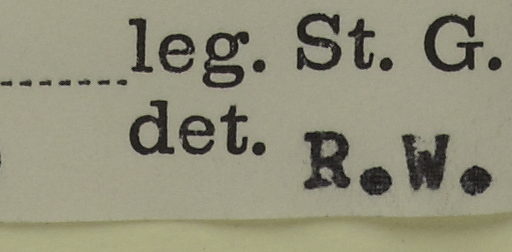 leg. St. G.
det. R.W.